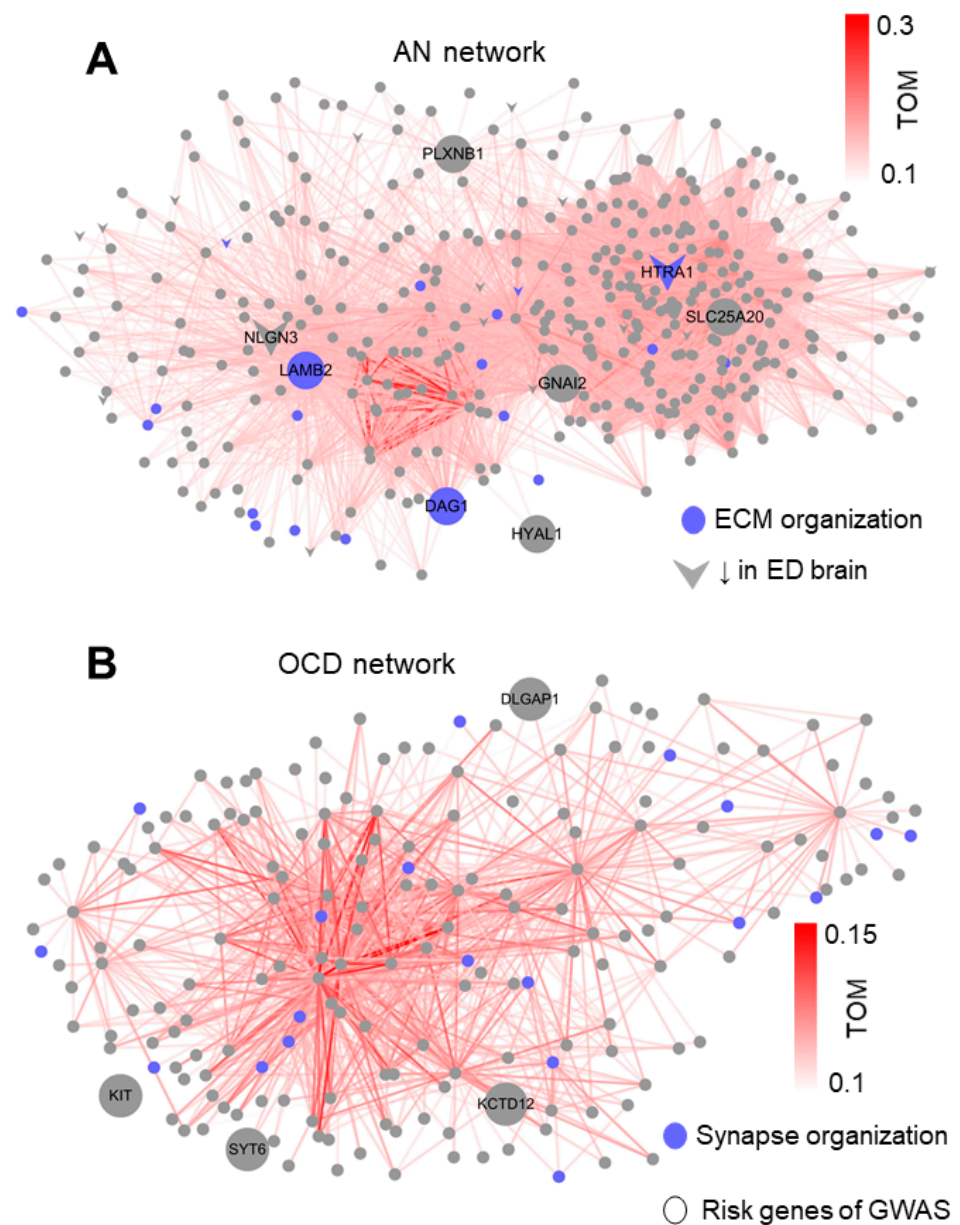 A
AN network
0.3
TOM
0.1
PLXNB1
HTRA1
SLC25A20
NLGN3
LAMB2
GNAI2
DAG1
HYAL1
ECM organization
↓ in ED brain
B
OCD network
DLGAP1
0.15
TOM
0.1
KIT
KCTD12
SYT6
Synapse organization
Risk genes of GWAS